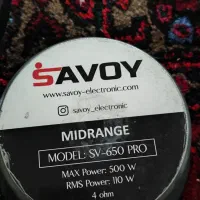 SAVOY
www.savoy-electronic.com
savoy_electronic
MIDRANGE
MODEL: SV-650 PRO
MAX Power: 500 W
RMS Power: 110 W
4 ohm